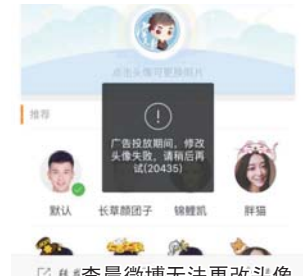 点击头像可更换照片
推荐
广告投放期间，修改
头像失败，请稍后再
试(20435)
默认
长草颜团子
锦鲤凯
胖猫
李晨微博无法更改头像